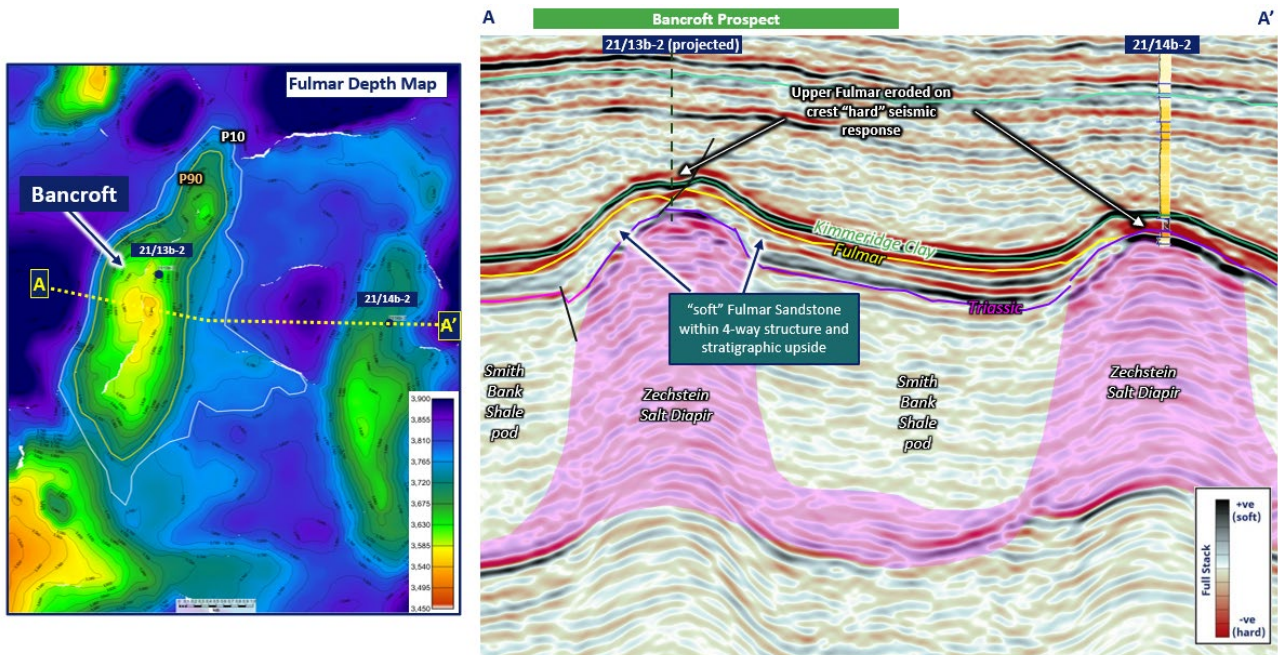 Fulmar Depth Map
P10
P90
Bancroft
21/13b-2
A
21/14b-2
A'
3,900
3,855
3,810
3,765
3,720
3,675
3,630
3,585
3,540
3,495
3,450
A
Bancroft Prospect
A'
21/13b-2 (projected)
21/14b-2
Upper Fulmar eroded on
crest “hard” seismic
response
Kimmeridge Clay
Fulmar
Triassic
“soft” Fulmar Sandstone
within 4-way structure and
stratigraphic upside
Smith
Bank
Shale
pod
Zechstein
Salt Diapir
Smith
Bank
Shale
pod
Zechstein
Salt Diapir
Full Stack
+ve
(soft)
-ve
(hard)